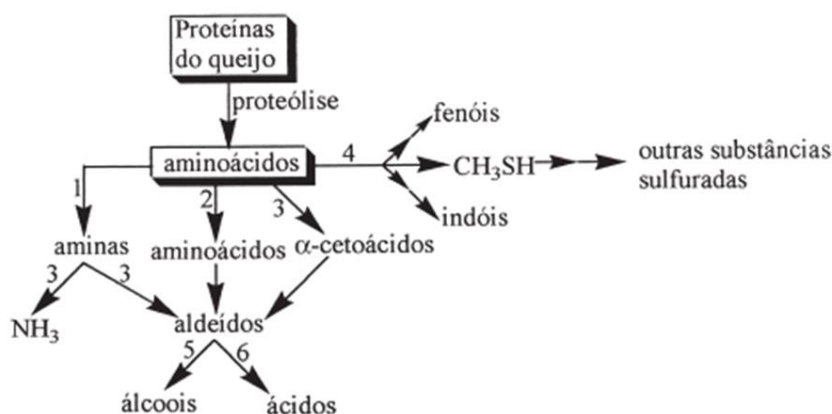 Proteínas
do queijo
proteólise
fenóis
aminoácidos
4
CH₃SH
outras substâncias
sulfuradas
1
2
3
indóis
aminas
aminoácidos
α-cetoácidos
3
3
NH₃
aldeídos
5
6
álcoois
ácidos